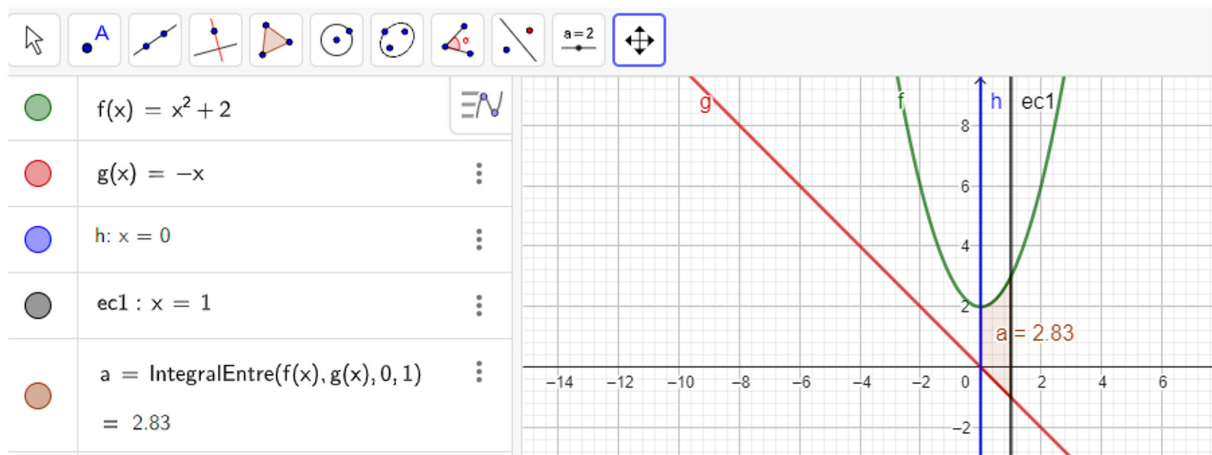 A
a=2
f(x) = x² + 2
g(x) = −x
h: x = 0
ec1 : x = 1
a = IntegralEntre(f(x), g(x), 0, 1)
= 2.83
g
f
h
ec1
8
6
4
2
a = 2.83
−14 −12 −10 −8 −6 −4 −2 0 2 4 6
−2